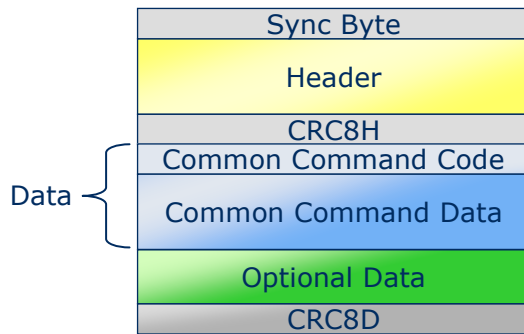 Sync Byte
Header
CRC8H
Common Command Code
Data
Common Command Data
Optional Data
CRC8D